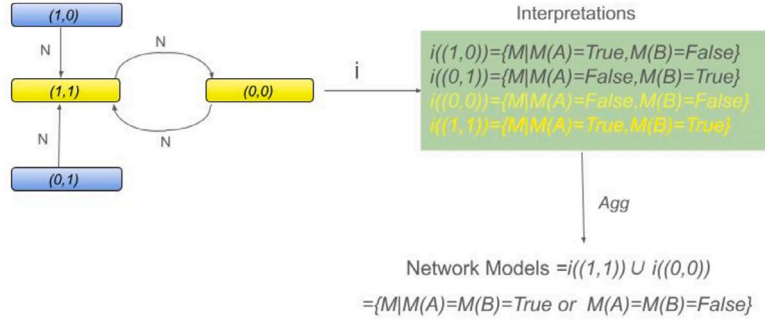 (1,0)
N
N
(1,1)
(0,0)
N
N
(0,1)
i
Interpretations
i((1,0))={M|M(A)=True,M(B)=False}
i((0,1))={M|M(A)=False,M(B)=True}
i((0,0))={M|M(A)=False,M(B)=False}
i((1,1))={M|M(A)=True,M(B)=True}
Agg
Network Models =i((1,1)) ∪ i((0,0))
={M|M(A)=M(B)=True or M(A)=M(B)=False}